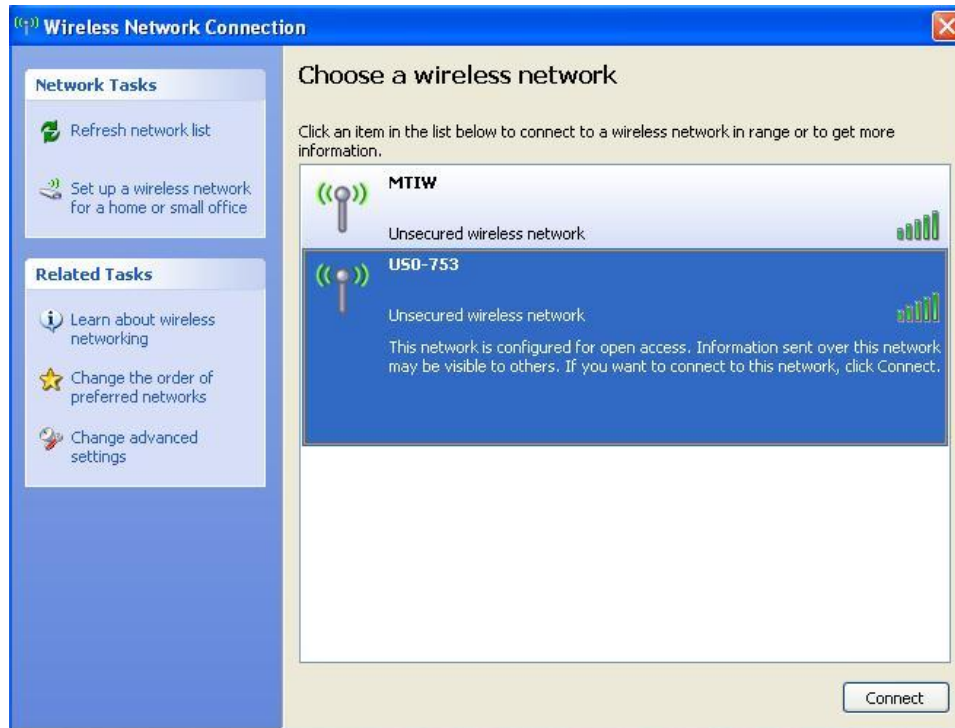 Wireless Network Connection
Network Tasks
Refresh network list
Set up a wireless network
for a home or small office
Related Tasks
Learn about wireless
networking
Change the order of
preferred networks
Change advanced
settings
Choose a wireless network
Click an item in the list below to connect to a wireless network in range or to get more
information.
MTIW
Unsecured wireless network
US0-753
Unsecured wireless network
This network is configured for open access. Information sent over this network
may be visible to others. If you want to connect to this network, click Connect.
Connect